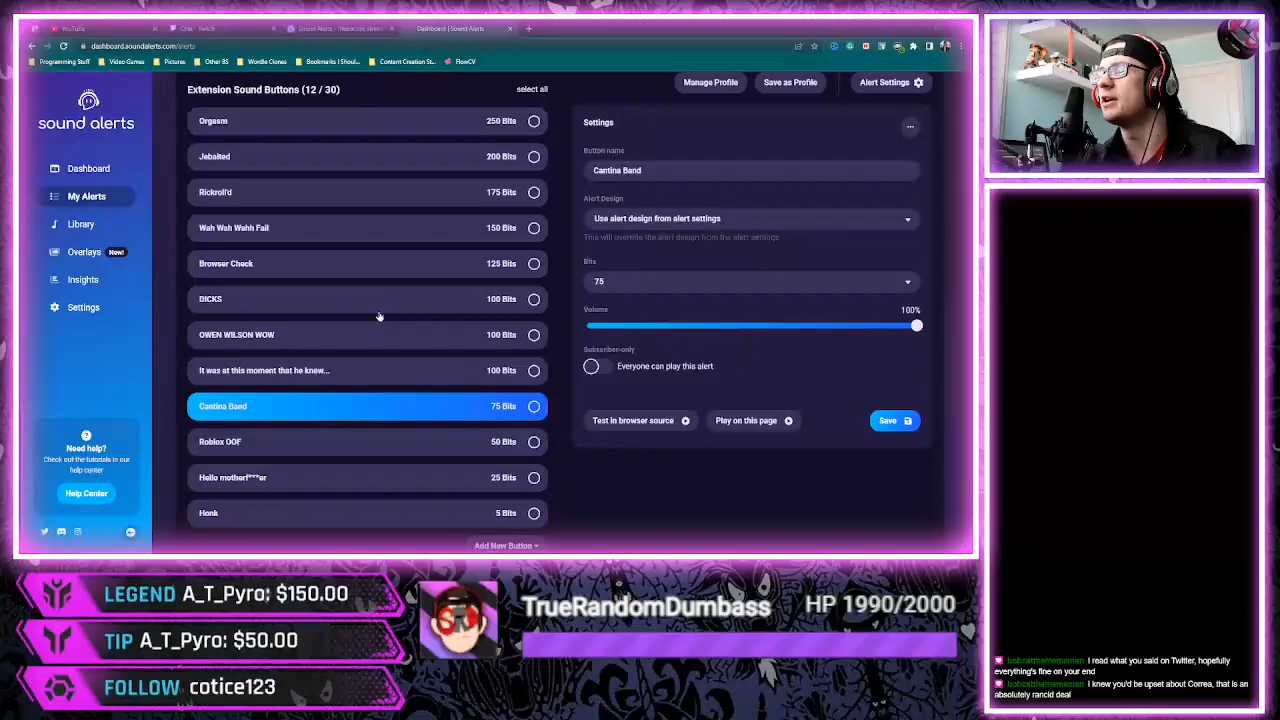 YouTube
Chat - Twitch
Sound Alerts
Dashboard | Sound Alerts
dashboard.soundalerts.com/alerts
Programming Stuff
Video Games
Pictures
Other BS
Wordle Clones
Bookmarks I Shoul...
Content Creation St...
FlowCV
sound alerts
Dashboard
My Alerts
Library
Overlays New!
Insights
Settings
Need help?
Check out the tutorials in our
help center
Help Center
Extension Sound Buttons (12 / 30)
select all
Orgasm 250 Bits
Jebaited 200 Bits
Rickroll'd 175 Bits
Wah Wah Wahh Fail 150 Bits
Browser Check 125 Bits
DICKS 100 Bits
OWEN WILSON WOW 100 Bits
It was at this moment that he knew... 100 Bits
Cantina Band 75 Bits
Roblox OOF 50 Bits
Hello motherf***er 25 Bits
Honk 5 Bits
Add New Button
Manage Profile
Save as Profile
Alert Settings
Settings
Button name
Cantina Band
Alert Design
Use alert design from alert settings
This will override the alert design from the alert settings
Bits
75
Volume 100%
Subscriber-only
Everyone can play this alert
Test in browser source
Play on this page
Save
LEGEND A_T_Pyro: $150.00
TIP A_T_Pyro: $50.00
FOLLOW cotice123
TrueRandomDumbass HP 1990/2000
I read what you said on Twitter, hopefully
everything's fine on your end
I knew you'd be upset about Correa, that is an
absolutely rancid deal